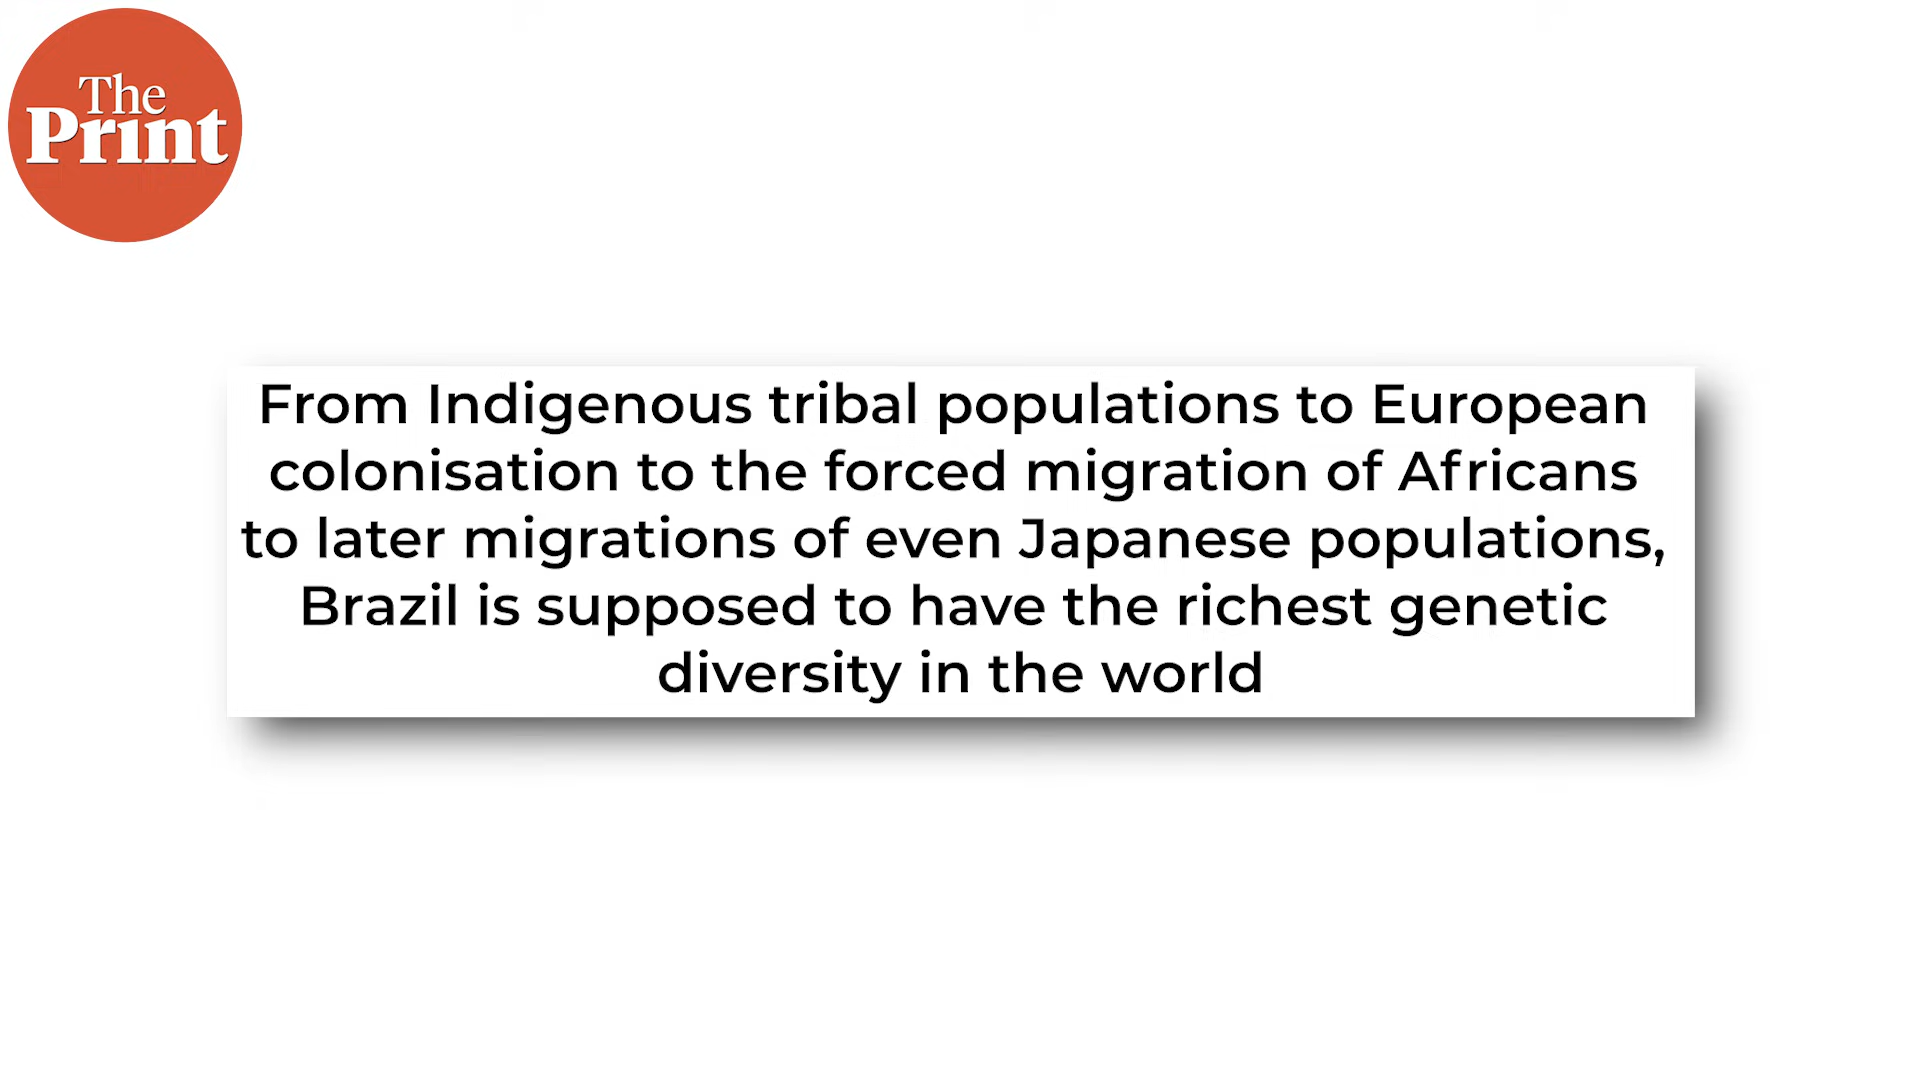 The
Print
From Indigenous tribal populations to European
colonisation to the forced migration of Africans
to later migrations of even Japanese populations,
Brazil is supposed to have the richest genetic
diversity in the world